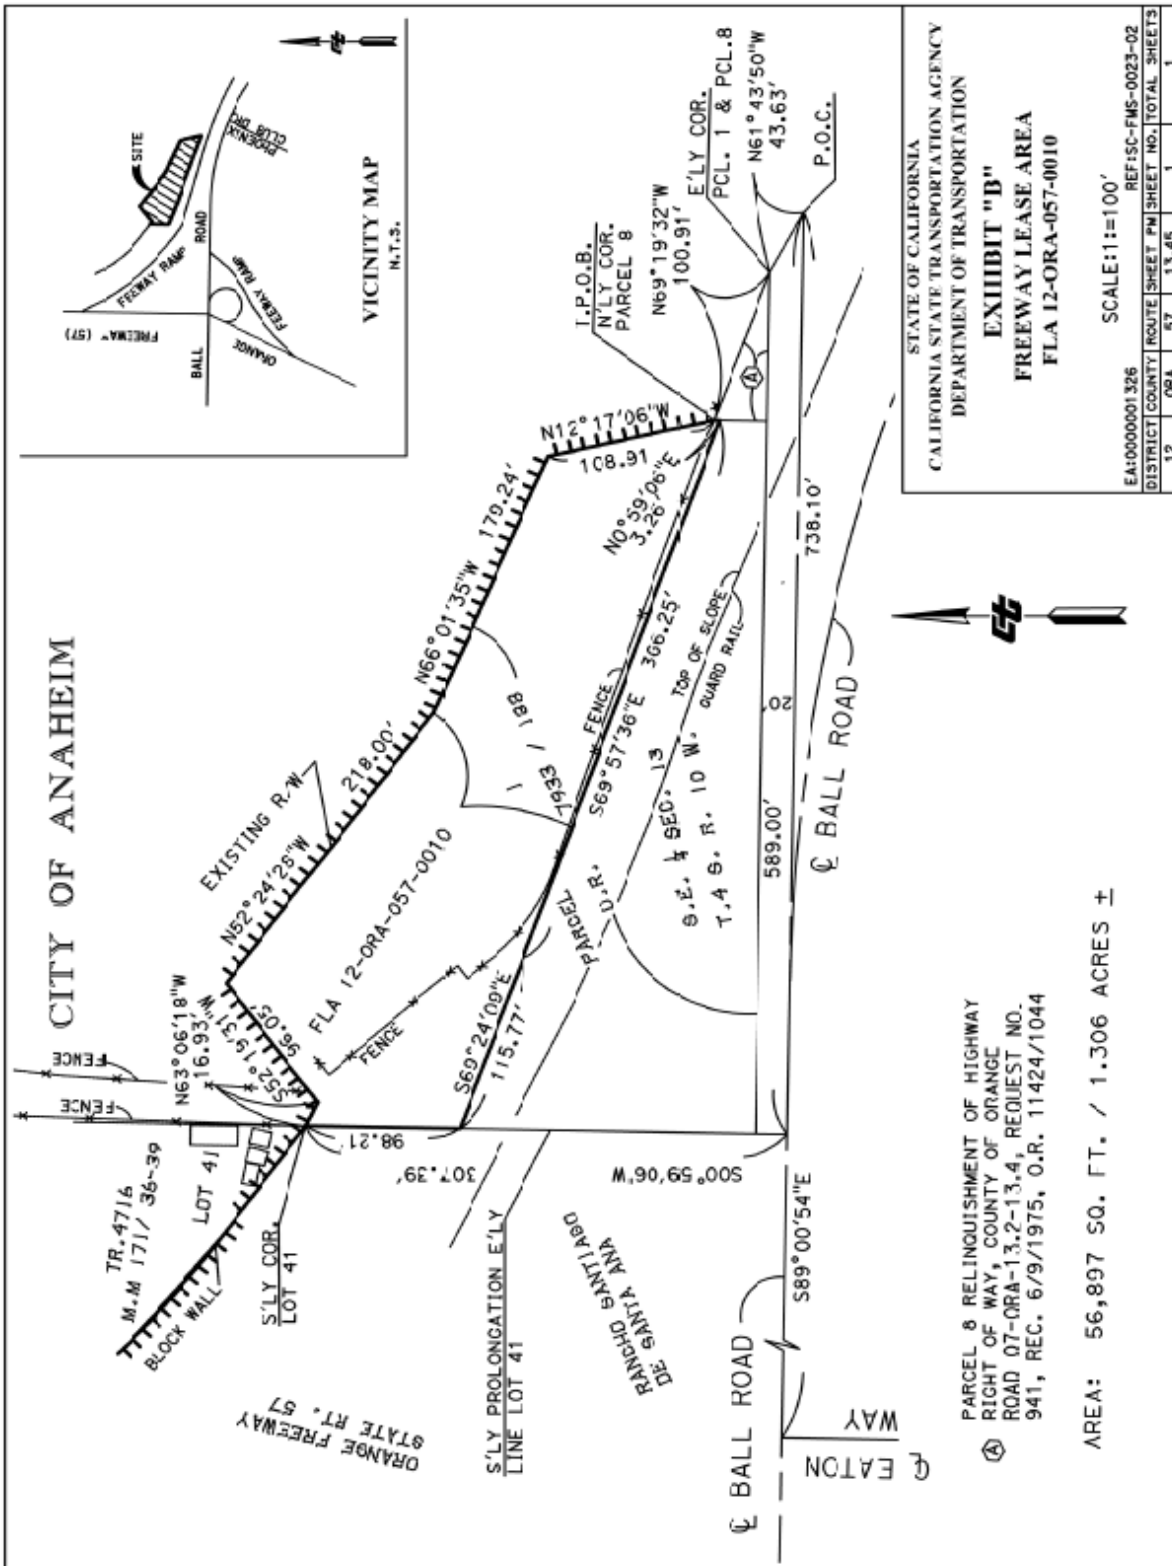 CITY OF ANAHEIM
SITE
PHOENIX
CLUB DR.
FEEWAY RAMP
ROAD
BALL
FEEWAY RAMP
FREEWAY (57)
ORANGE
VICINITY MAP
N.T.S.
TR.4716
M.M 171/ 36-39
LOT 41
BLOCK WALL
S'LY COR.
LOT 41
FENCE
FENCE
N63°06'18"W
16.93'
S52°19'31"W
96.05'
EXISTING R/W
N52°24'26"W
218.00'
N66°01'35"W
179.24'
N12°17'06"W
108.91
T.P.O.B.
N'LY COR.
PARCEL 8
N69°19'32"W
100.91'
E'LY COR.
PCL. 1 & PCL.8
N61°43'50"W
43.63'
P.O.C.
FLA 12-ORA-057-0010
FENCE
1
7933 / 188
N0°59'06"E
3.26'
FENCE
S69°57'36"E
366.25'
S69°24'09"E
115.77'
98.21'
307.39'
S00°59'06"W
PARCEL
D.R.
TOP OF SLOPE
GUARD RAIL
S.E. ¼ SEC. 13
T.4 S. R. 10 W.
A
20'
589.00'
738.10'
℄ BALL ROAD
ORANGE FREEWAY
STATE RT. 57
S'LY PROLONGATION E'LY
LINE LOT 41
RANCHO SANTIAGO
DE SANTA ANA
℄ BALL ROAD
S89°00'54"E
℄ EATON
WAY
A
PARCEL 8 RELINQUISHMENT OF HIGHWAY
RIGHT OF WAY, COUNTY OF ORANGE
ROAD 07-ORA-13.2-13.4, REQUEST NO.
941, REC. 6/9/1975, O.R. 11424/1044
AREA: 56,897 SQ. FT. / 1.306 ACRES ±
STATE OF CALIFORNIA
CALIFORNIA STATE TRANSPORTATION AGENCY
DEPARTMENT OF TRANSPORTATION
EXHIBIT "B"
FREEWAY LEASE AREA
FLA 12-ORA-057-0010
SCALE:1:=100'
EA:0000001326 REF:SC-FMS-0023-02
DISTRICT COUNTY ROUTE SHEET PM SHEET NO. TOTAL SHEETS
12 ORA 57 13.46 1 1